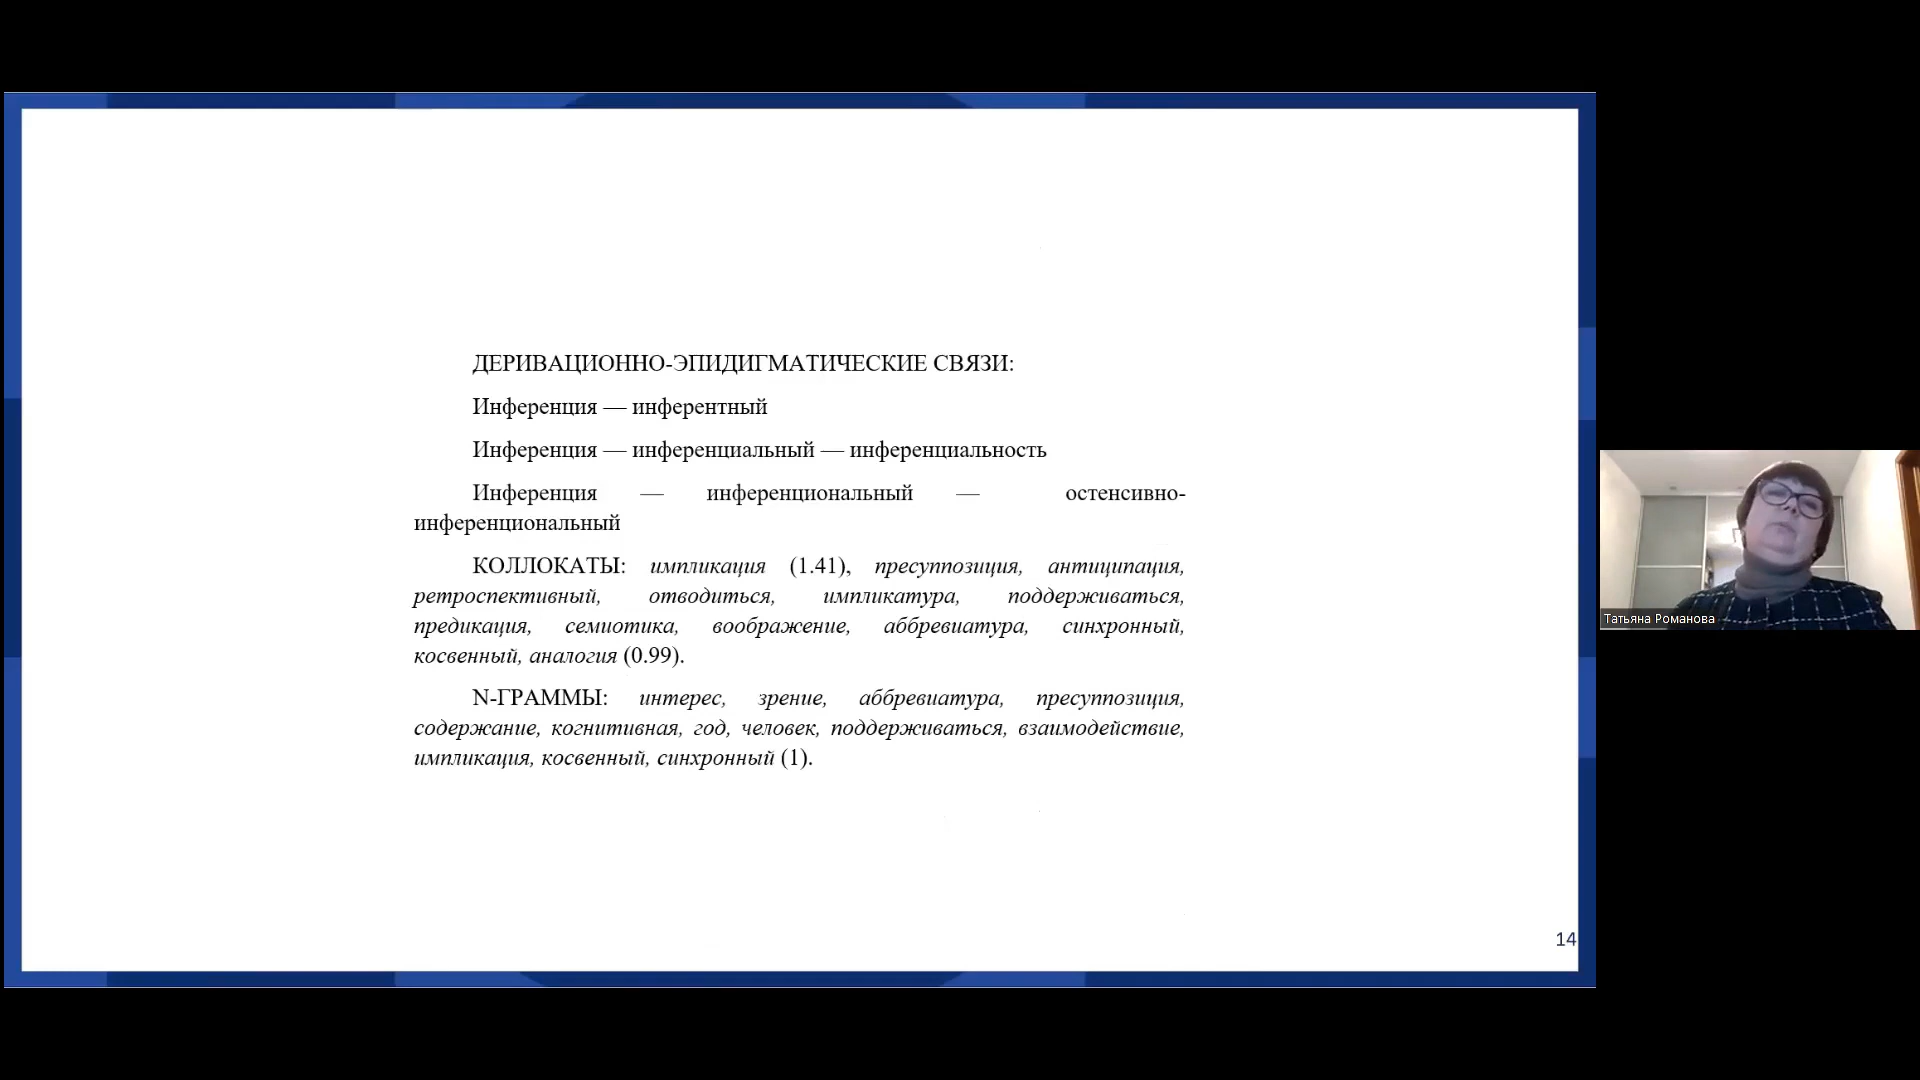 ДЕРИВАЦИОННО-ЭПИДИГМАТИЧЕСКИЕ СВЯЗИ:
Инференция — инферентный
Инференция — инференциальный — инференциальность
Инференция — инференциональный — остенсивно-
инференциональный
КОЛЛОКАТЫ: импликация (1.41), пресуппозиция, антиципация,
ретроспективный, отводиться, импликатура, поддерживаться,
предикация, семиотика, воображение, аббревиатура, синхронный,
косвенный, аналогия (0.99).
N-ГРАММЫ: интерес, зрение, аббревиатура, пресуппозиция,
содержание, когнитивная, год, человек, поддерживаться, взаимодействие,
импликация, косвенный, синхронный (1).
14
Татьяна Романова